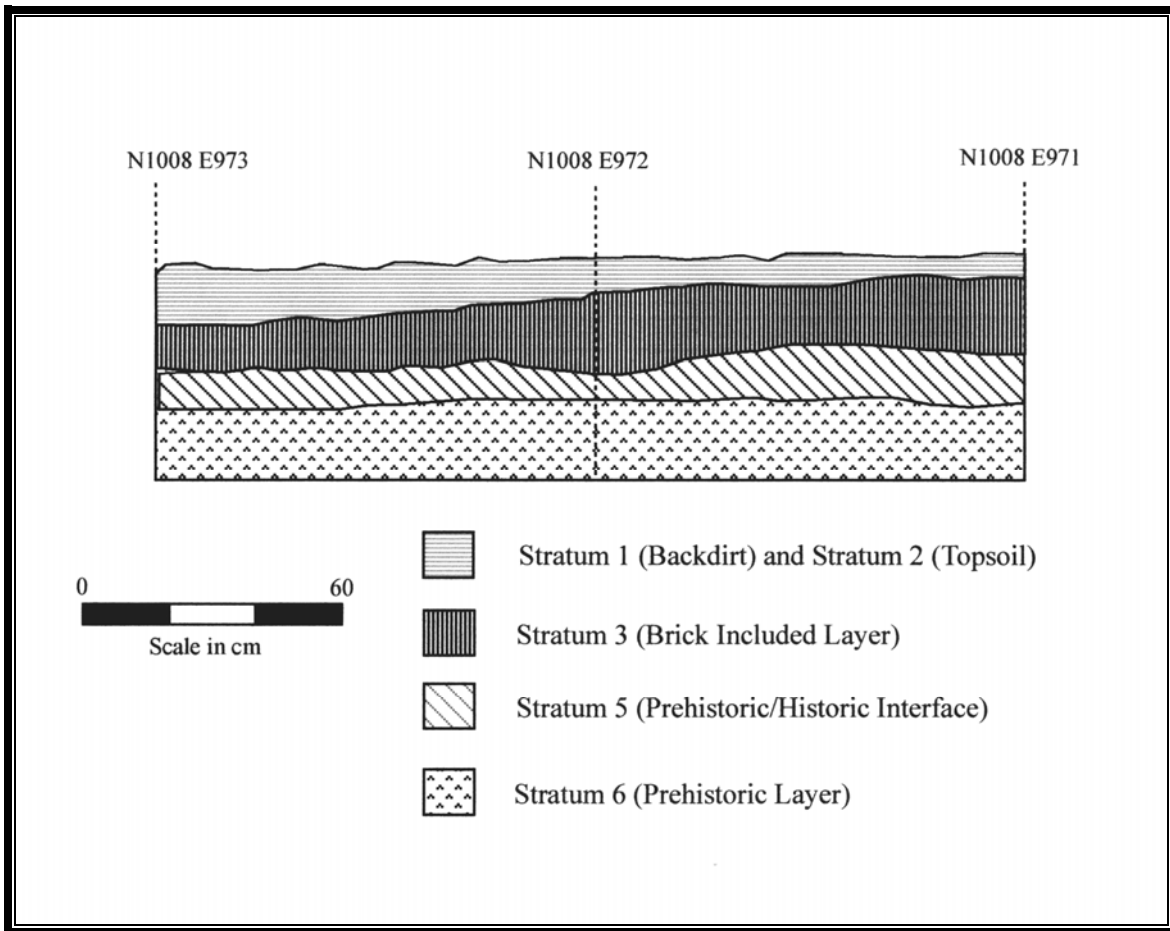 N1008 E973
N1008 E972
N1008 E971
Stratum 1 (Backdirt) and Stratum 2 (Topsoil)
0
60
Scale in cm
Stratum 3 (Brick Included Layer)
Stratum 5 (Prehistoric/Historic Interface)
Stratum 6 (Prehistoric Layer)